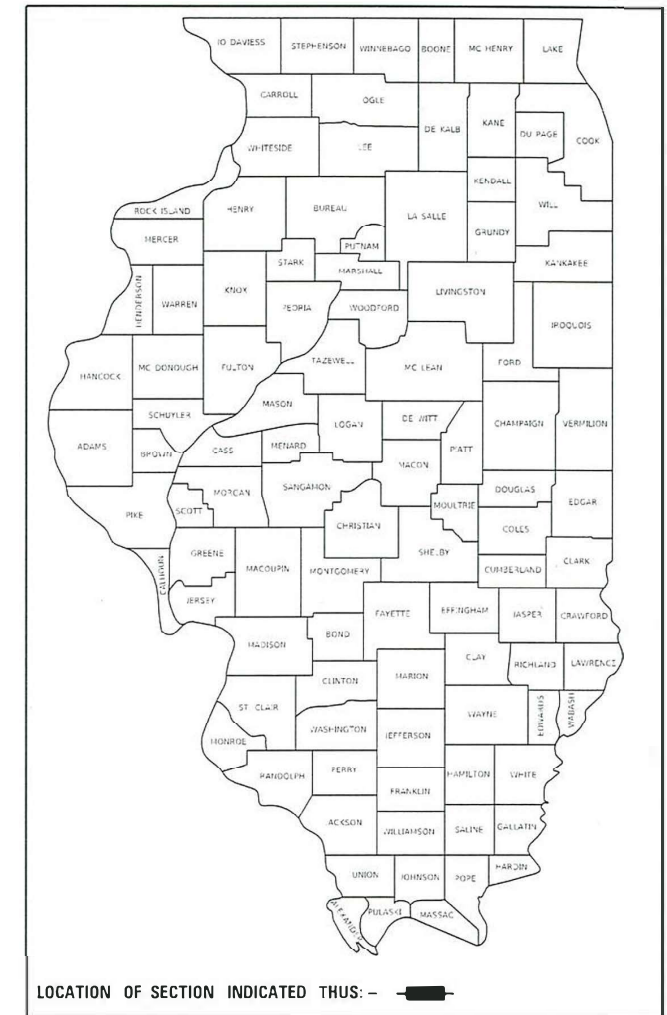 JO DAVIESS STEPHENSON WINNEBAGO BOONE MC HENRY LAKE
CARROLL OGLE
DE KALB KANE DU PAGE COOK
WHITESIDE LEE
KENDALL
ROCK ISLAND HENRY BUREAU LA SALLE WILL
GRUNDY
MERCER PUTNAM
STARK MARSHALL KANKAKEE
HENDERSON WARREN KNOX PEORIA WOODFORD LIVINGSTON
IROQUOIS
HANCOCK MC DONOUGH FULTON TAZEWELL MC LEAN FORD
MASON
SCHUYLER LOGAN DE WITT CHAMPAIGN VERMILION
ADAMS BROWN CASS MENARD PIATT
MACON
MORGAN SANGAMON DOUGLAS
PIKE SCOTT MOULTRIE EDGAR
CHRISTIAN COLES
CALHOUN GREENE MACOUPIN MONTGOMERY SHELBY CUMBERLAND CLARK
JERSEY FAYETTE EFFINGHAM JASPER CRAWFORD
MADISON BOND
CLAY RICHLAND LAWRENCE
CLINTON MARION
ST. CLAIR WAYNE EDWARDS WABASH
MONROE WASHINGTON JEFFERSON
RANDOLPH PERRY HAMILTON WHITE
FRANKLIN
JACKSON WILLIAMSON SALINE GALLATIN
UNION JOHNSON POPE HARDIN
ALEXANDER PULASKI MASSAC
LOCATION OF SECTION INDICATED THUS: –